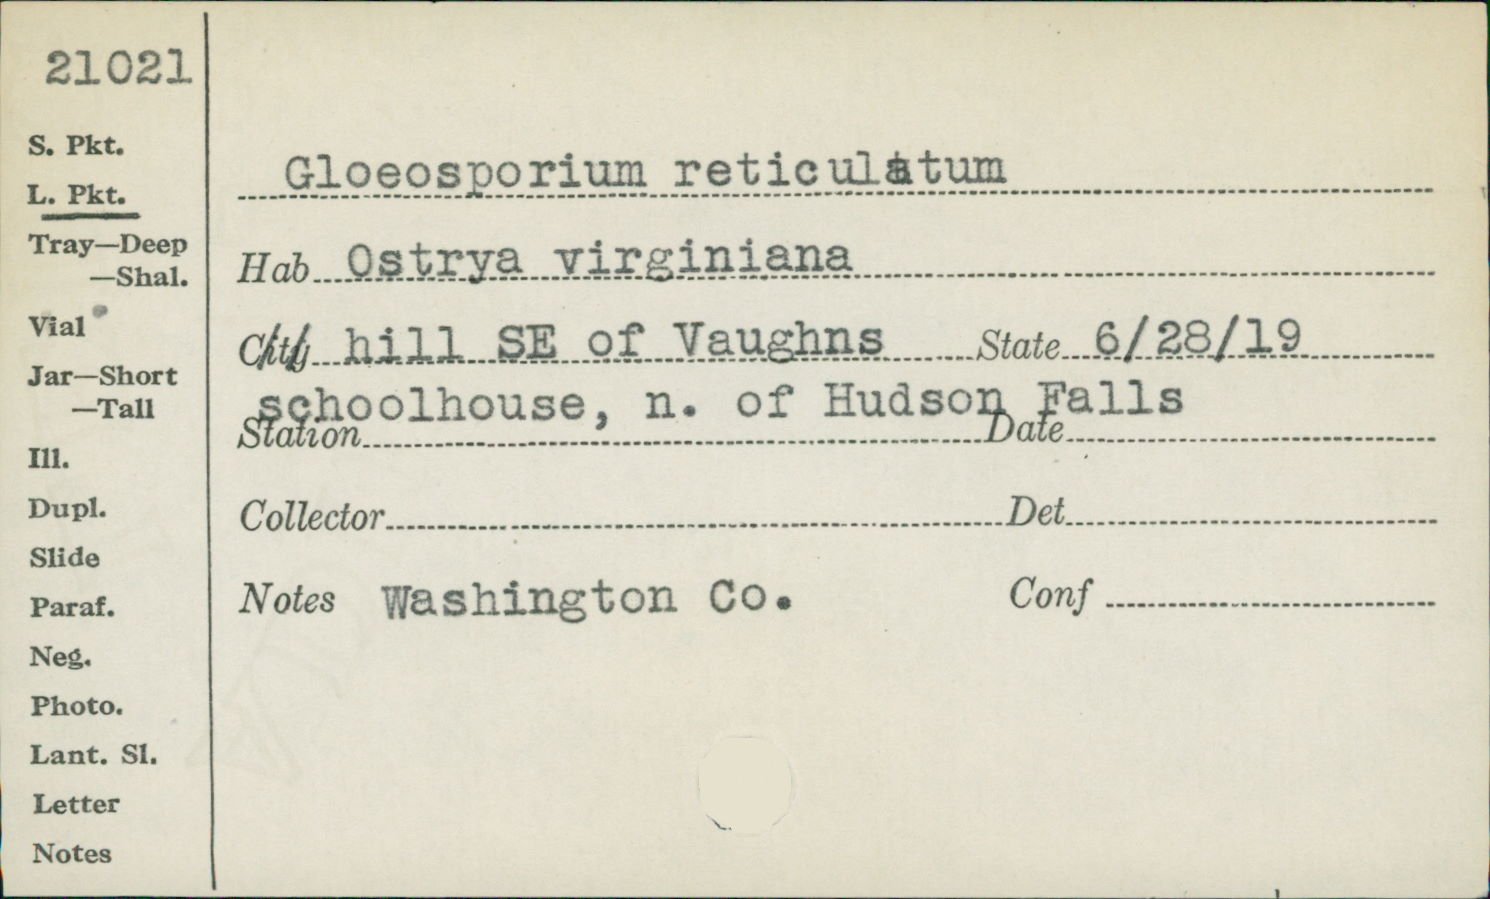 21021
S. Pkt.
L. Pkt.
Tray—Deep
—Shal.
Vial
Jar—Short
—Tall
Ill.
Dupl.
Slide
Paraf.
Neg.
Photo.
Lant. Sl.
Letter
Notes
Gloeosporium reticulatum
Hab Ostrya virginiana
City hill SE of Vaughns State 6/28/19
schoolhouse, n. of Hudson Falls
Station Date
Collector Det
Notes Washington Co. Conf